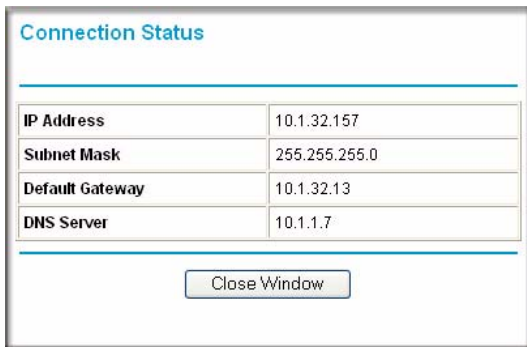 Connection Status
IP Address 10.1.32.157
Subnet Mask 255.255.255.0
Default Gateway 10.1.32.13
DNS Server 10.1.1.7
Close Window